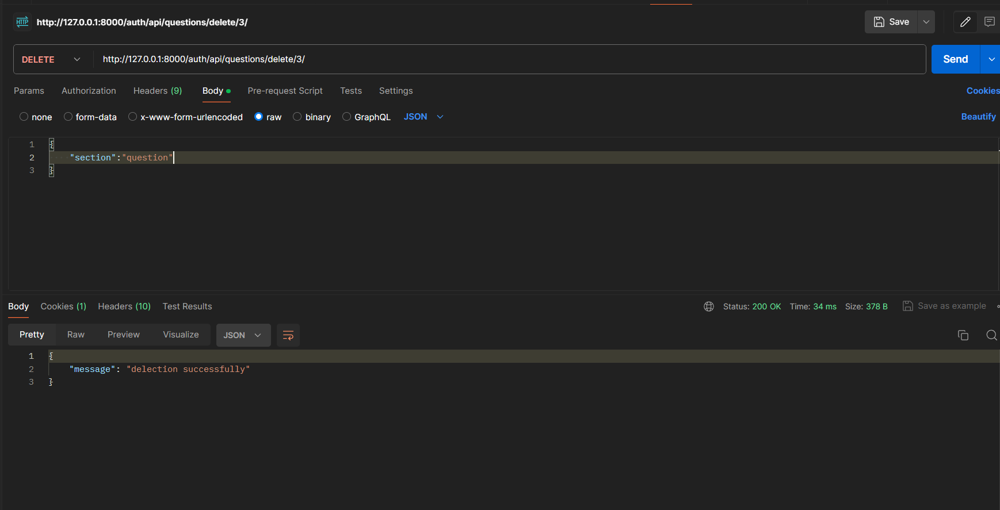 HTTP http://127.0.0.1:8000/auth/api/questions/delete/3/ Save
DELETE http://127.0.0.1:8000/auth/api/questions/delete/3/ Send
Params Authorization Headers (9) Body Pre-request Script Tests Settings Cookies
none form-data x-www-form-urlencoded raw binary GraphQL JSON Beautify
1 {
2 "section":"question"
3 }
Body Cookies (1) Headers (10) Test Results Status: 200 OK Time: 34 ms Size: 378 B Save as example
Pretty Raw Preview Visualize JSON
1 {
2 "message": "delection successfully"
3 }